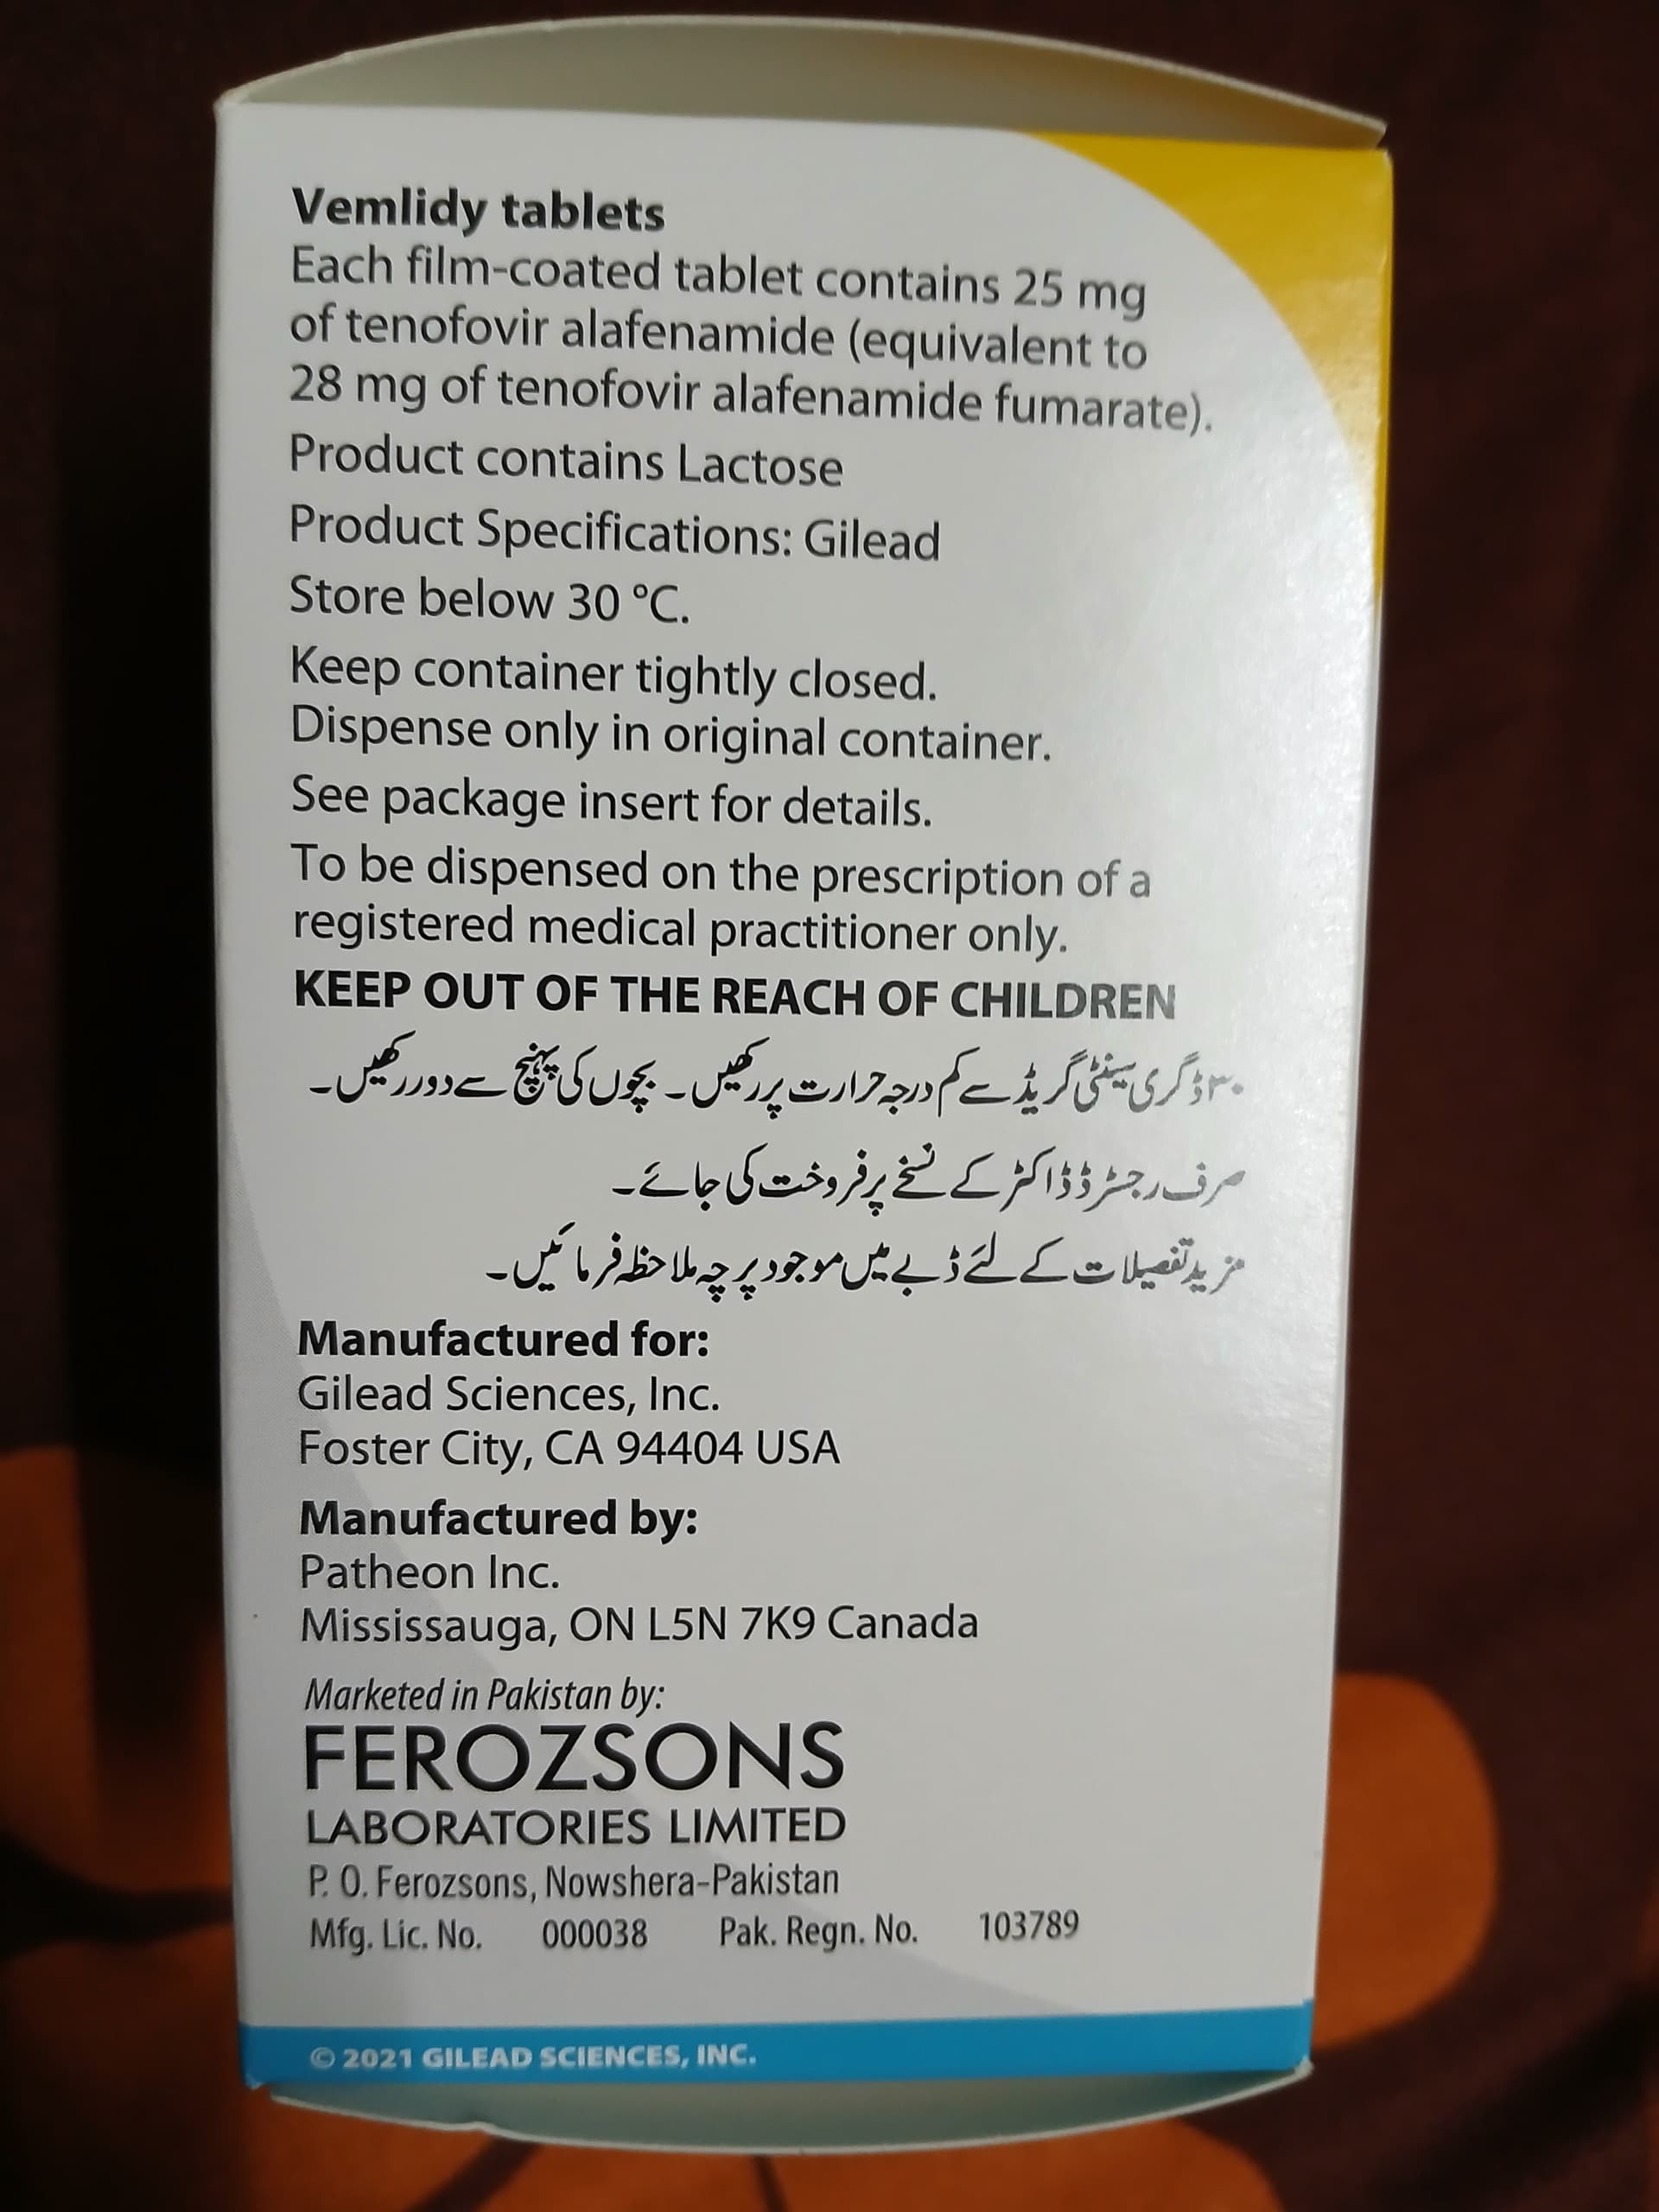 Vemlidy tablets
Each film-coated tablet contains 25 mg
of tenofovir alafenamide (equivalent to
28 mg of tenofovir alafenamide fumarate).
Product contains Lactose
Product Specifications: Gilead
Store below 30 °C.
Keep container tightly closed.
Dispense only in original container.
See package insert for details.
To be dispensed on the prescription of a
registered medical practitioner only.
KEEP OUT OF THE REACH OF CHILDREN
۳۰ ڈگری سینٹی گریڈ سے کم درجہ حرارت پر رکھیں۔ بچوں کی پہنچ سے دور رکھیں۔
صرف رجسٹرڈ ڈاکٹر کے نسخے پر فروخت کی جائے۔
مزید تفصیلات کے لئے ڈبے میں موجود پرچہ ملاحظہ فرمائیں۔
Manufactured for:
Gilead Sciences, Inc.
Foster City, CA 94404 USA
Manufactured by:
Patheon Inc.
Mississauga, ON L5N 7K9 Canada
Marketed in Pakistan by:
FEROZSONS
LABORATORIES LIMITED
P. O. Ferozsons, Nowshera-Pakistan
Mfg. Lic. No. 000038 Pak. Regn. No. 103789
© 2021 GILEAD SCIENCES, INC.